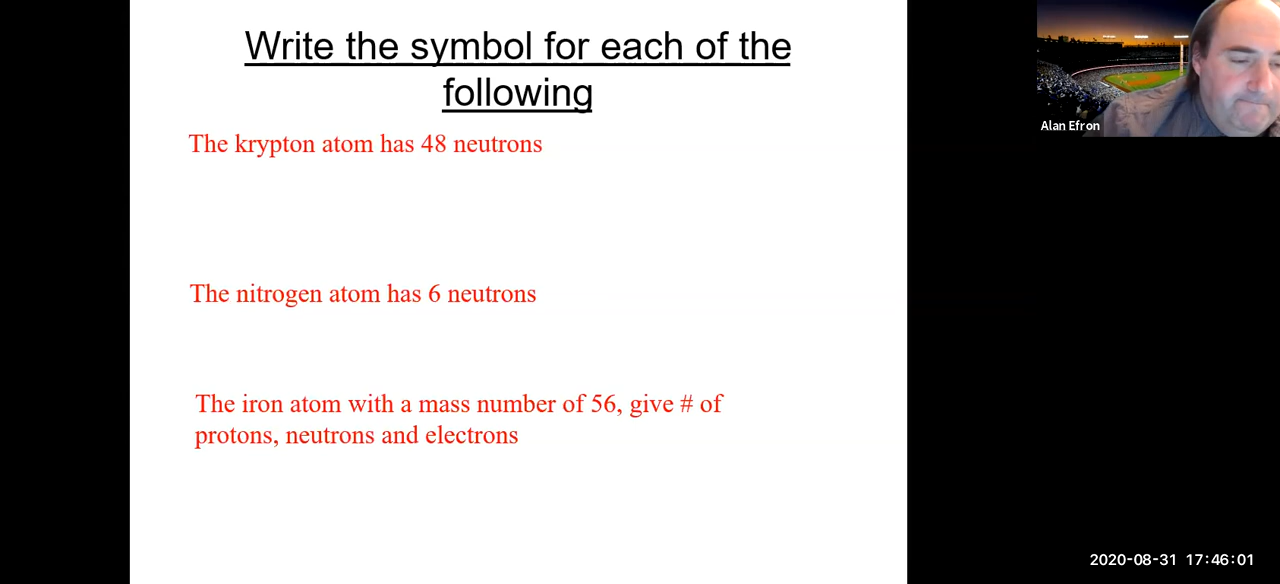 Write the symbol for each of the
following
The krypton atom has 48 neutrons
The nitrogen atom has 6 neutrons
The iron atom with a mass number of 56, give # of
protons, neutrons and electrons
Alan Efron
2020-08-31 17:46:01